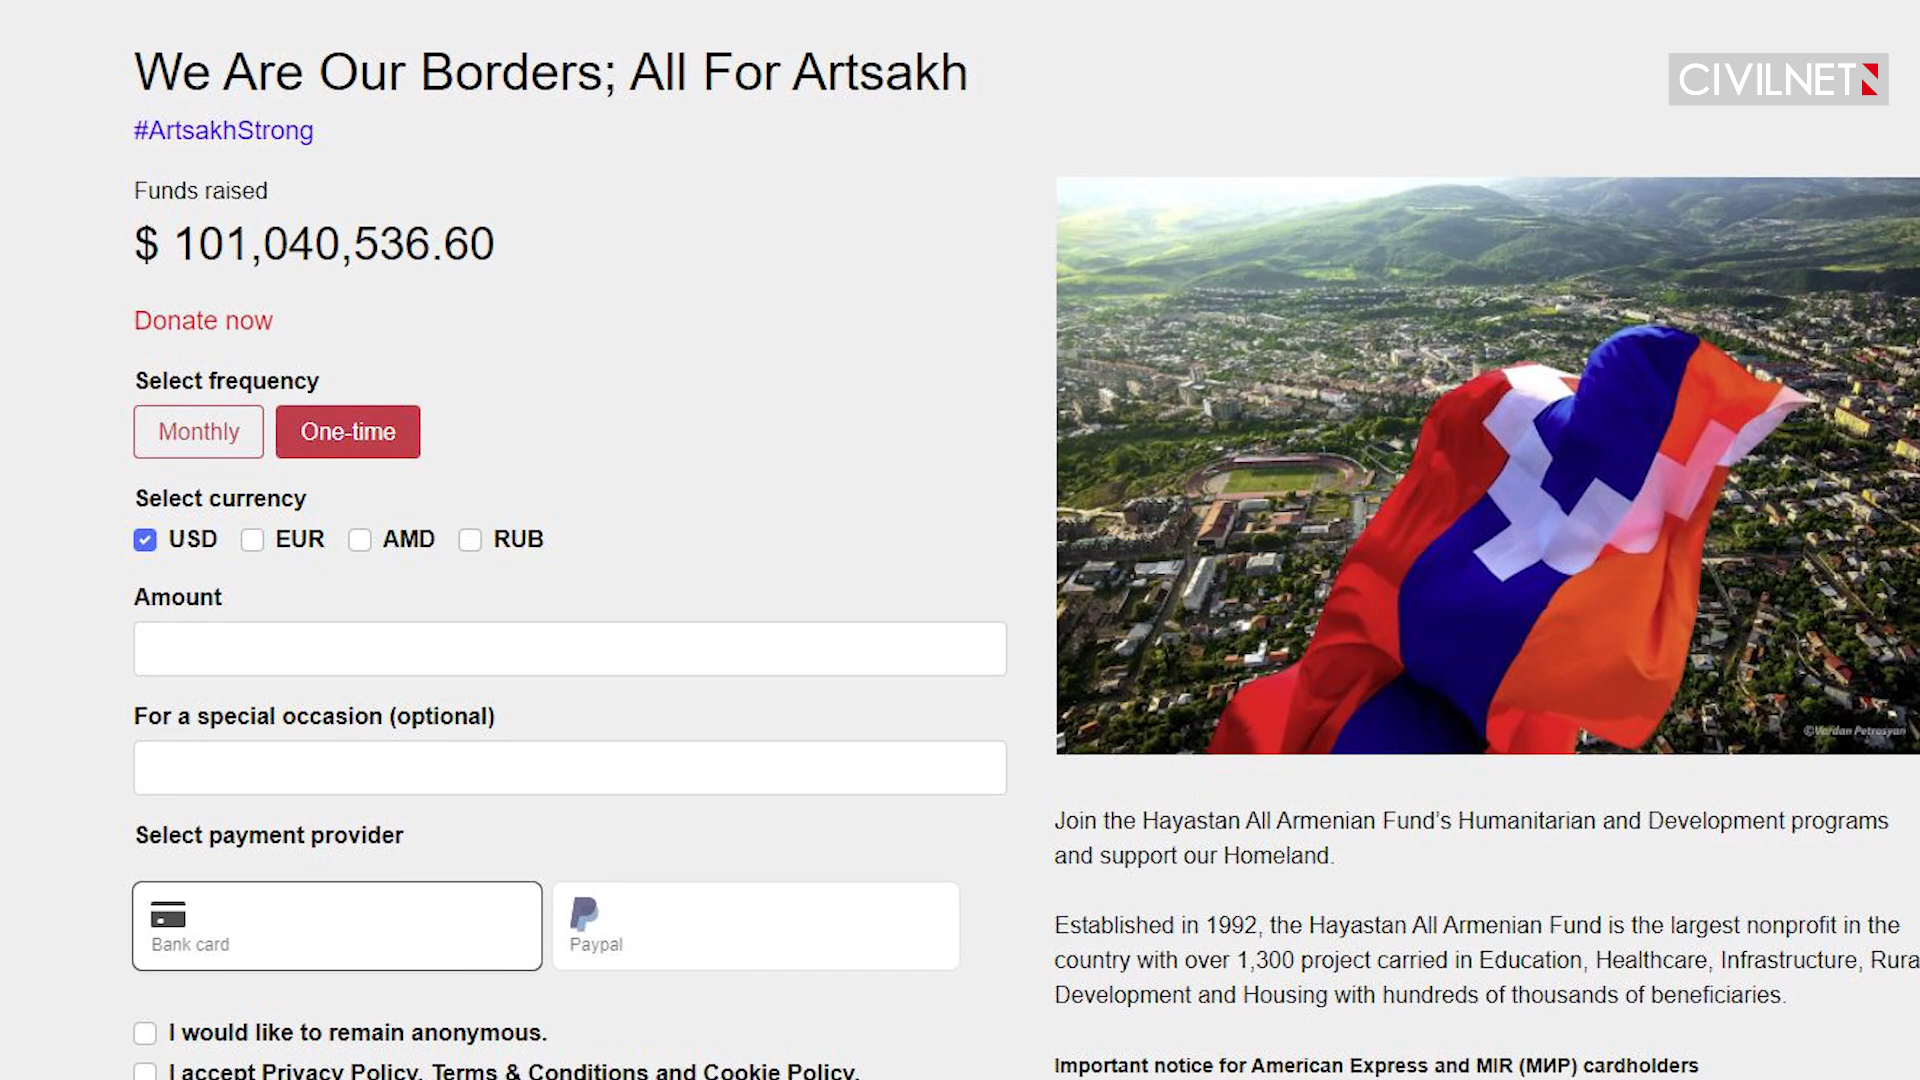 We Are Our Borders; All For Artsakh
CIVILNET
#ArtsakhStrong
Funds raised
$ 101,040,536.60
Donate now
Select frequency
Monthly One-time
Select currency
USD EUR AMD RUB
Amount
For a special occasion (optional)
Select payment provider
Bank card Paypal
I would like to remain anonymous.
I accept Privacy Policy, Terms & Conditions and Cookie Policy.
©Vardan Petrosyan
Join the Hayastan All Armenian Fund's Humanitarian and Development programs
and support our Homeland.
Established in 1992, the Hayastan All Armenian Fund is the largest nonprofit in the
country with over 1,300 project carried in Education, Healthcare, Infrastructure, Rura
Development and Housing with hundreds of thousands of beneficiaries.
Important notice for American Express and MIR (МИР) cardholders